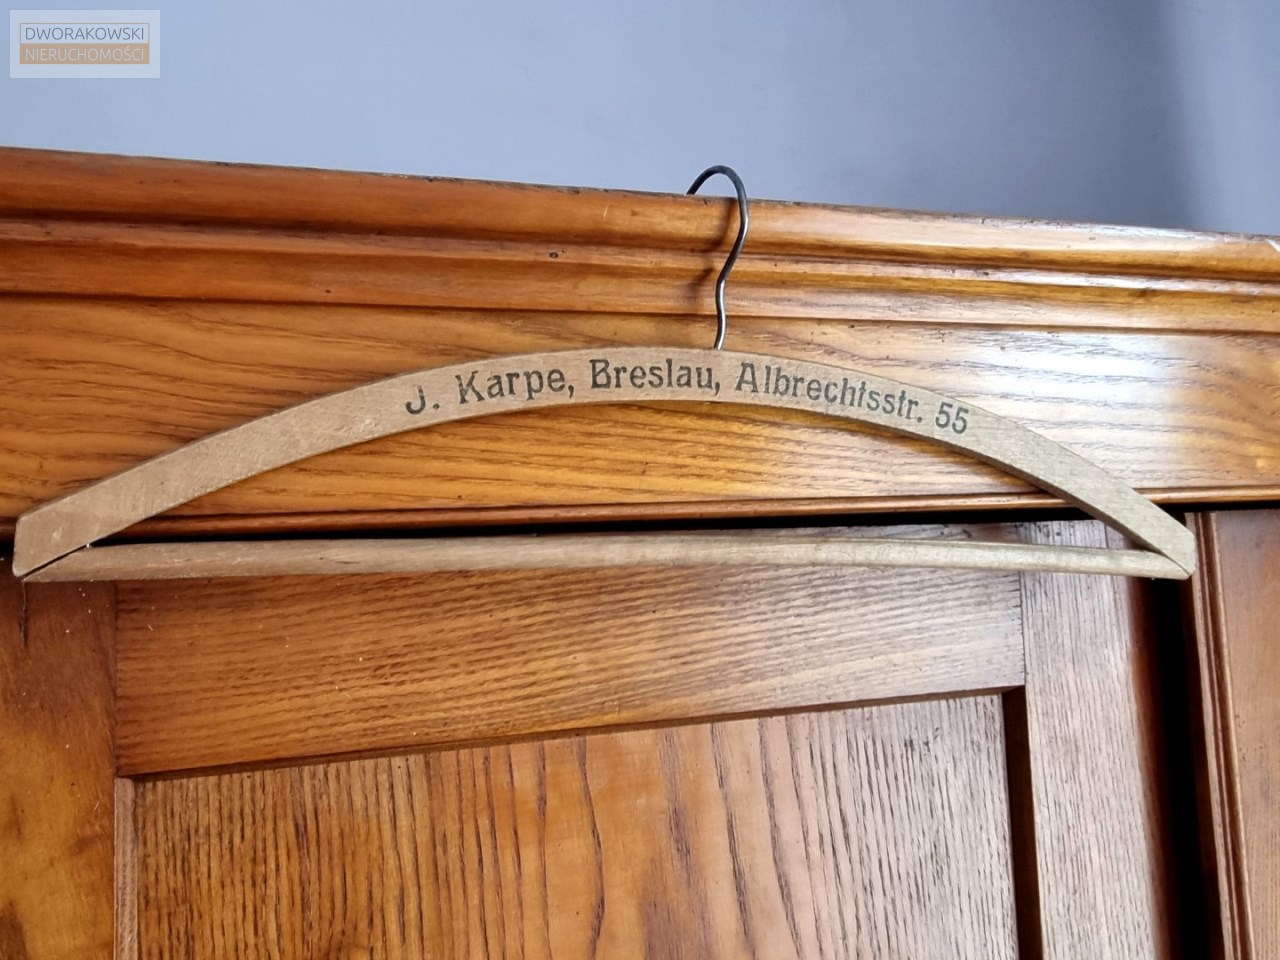 DWORAKOWSKI
NIERUCHOMOŚCI
J. Karpe, Breslau, Albrechtsstr. 55